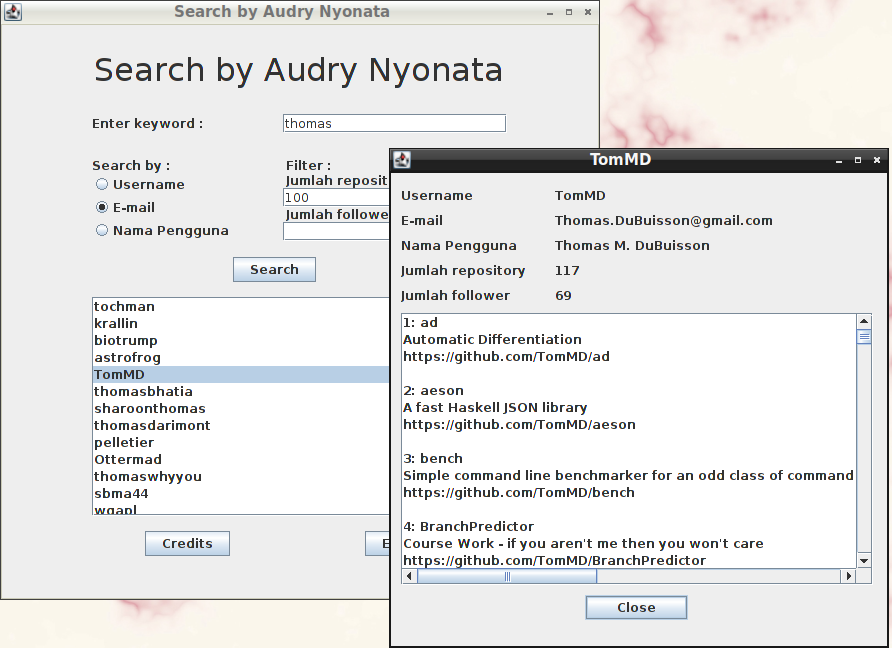 Search by Audry Nyonata
Search by Audry Nyonata
Enter keyword :
thomas
Search by :
Username
E-mail
Nama Pengguna
Filter :
Jumlah reposit
100
Jumlah followe
Search
tochman
krallin
biotrump
astrofrog
TomMD
thomasbhatia
sharoonthomas
thomasdarimont
pelletier
Ottermad
thomaswhyyou
sbma44
wgapl
Credits
E
TomMD
Username TomMD
E-mail Thomas.DuBuisson@gmail.com
Nama Pengguna Thomas M. DuBuisson
Jumlah repository 117
Jumlah follower 69
1: ad
Automatic Differentiation
https://github.com/TomMD/ad
2: aeson
A fast Haskell JSON library
https://github.com/TomMD/aeson
3: bench
Simple command line benchmarker for an odd class of command
https://github.com/TomMD/bench
4: BranchPredictor
Course Work - if you aren't me then you won't care
https://github.com/TomMD/BranchPredictor
Close